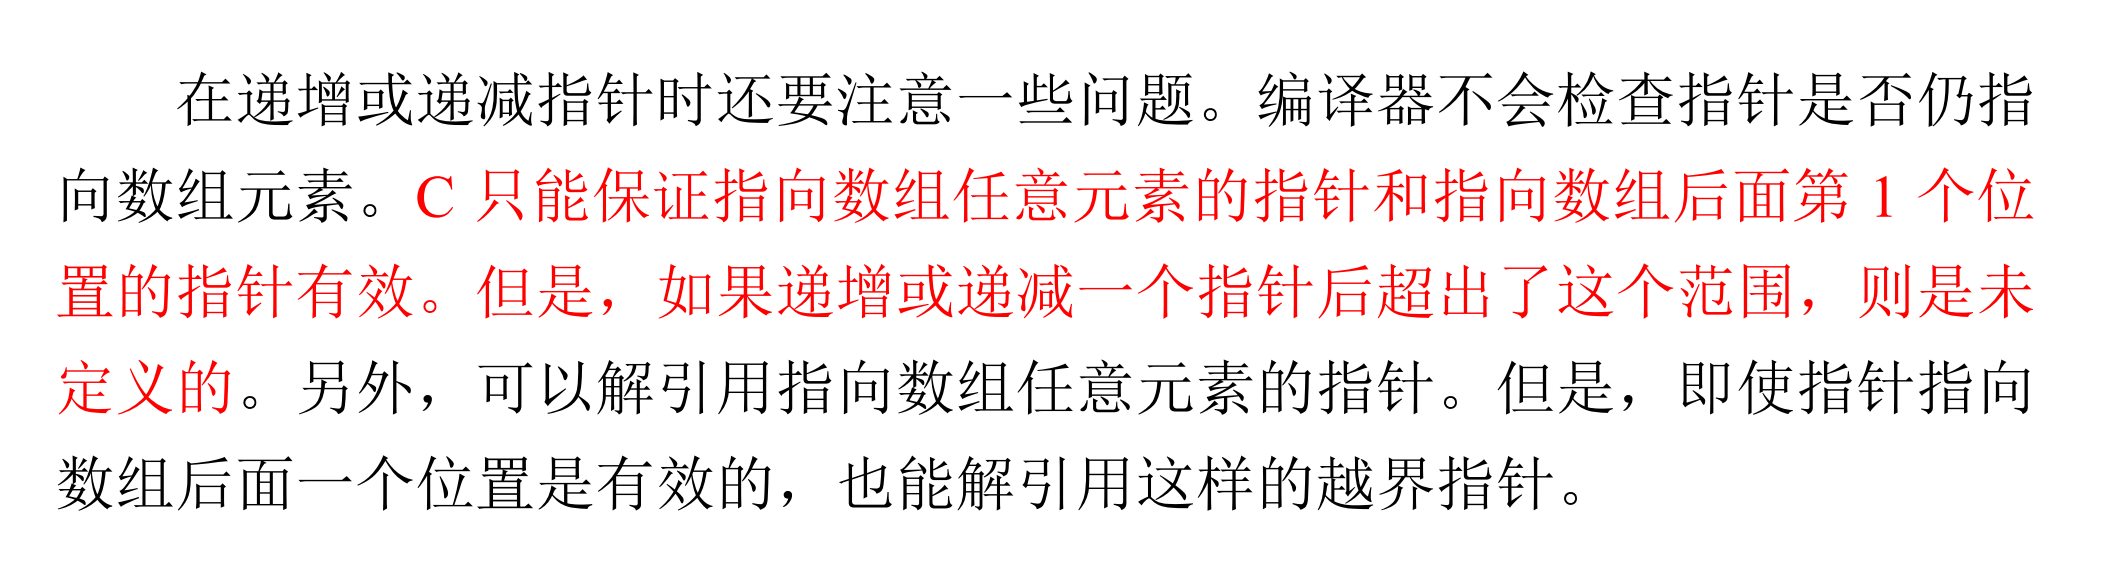 在递增或递减指针时还要注意一些问题。编译器不会检查指针是否仍指
向数组元素。C 只能保证指向数组任意元素的指针和指向数组后面第 1 个位
置的指针有效。但是，如果递增或递减一个指针后超出了这个范围，则是未
定义的。另外，可以解引用指向数组任意元素的指针。但是，即使指针指向
数组后面一个位置是有效的，也能解引用这样的越界指针。